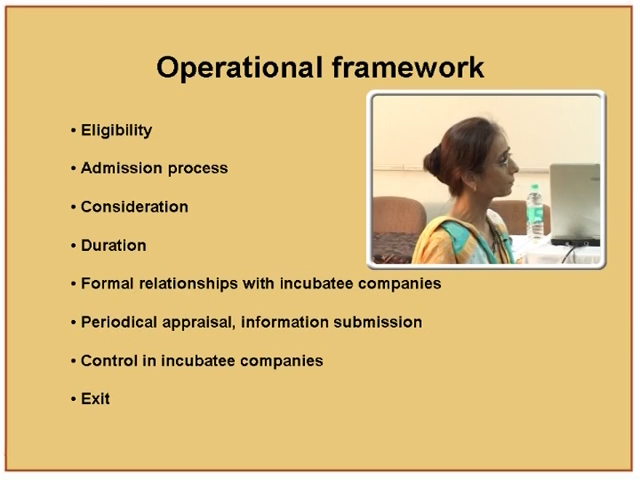 Operational framework
• Eligibility
• Admission process
• Consideration
• Duration
• Formal relationships with incubatee companies
• Periodical appraisal, information submission
• Control in incubatee companies
• Exit